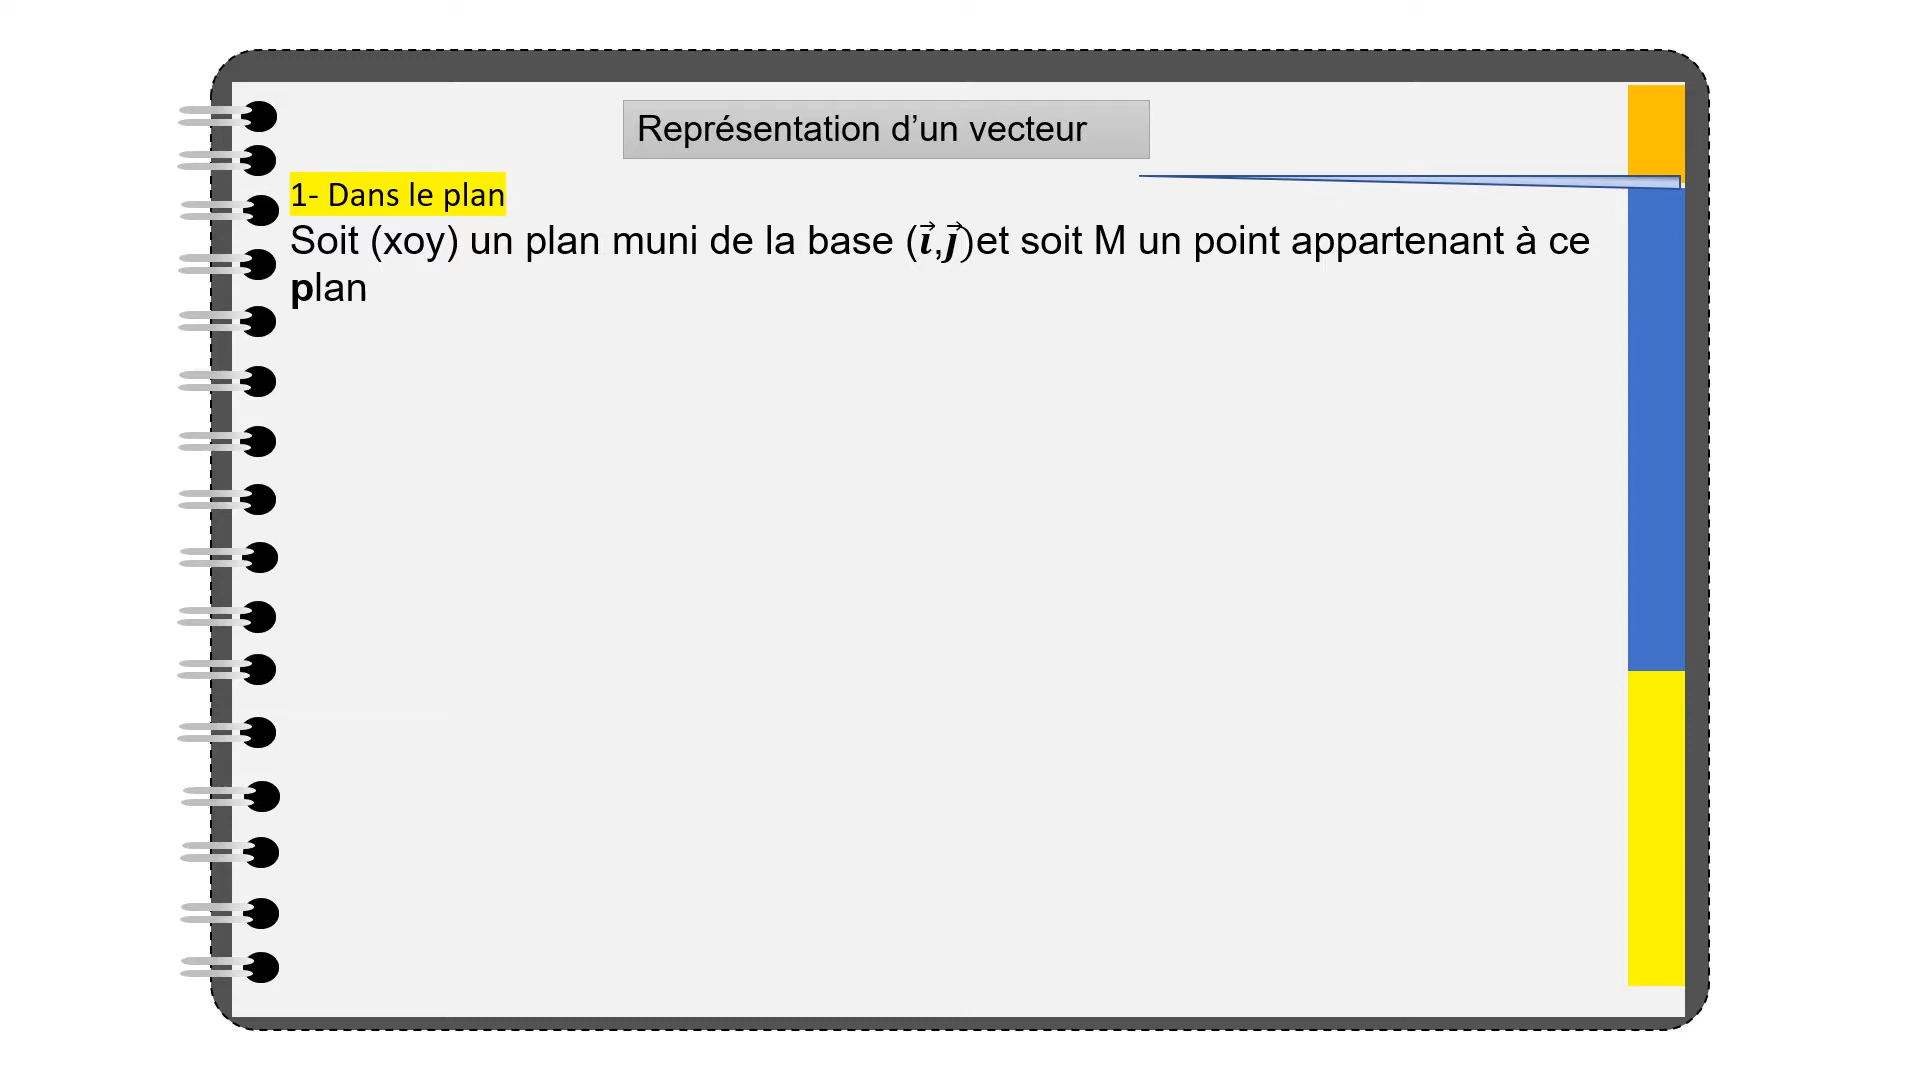 Représentation d’un vecteur
1- Dans le plan
Soit (xoy) un plan muni de la base (i⃗,j⃗)et soit M un point appartenant à ce
plan